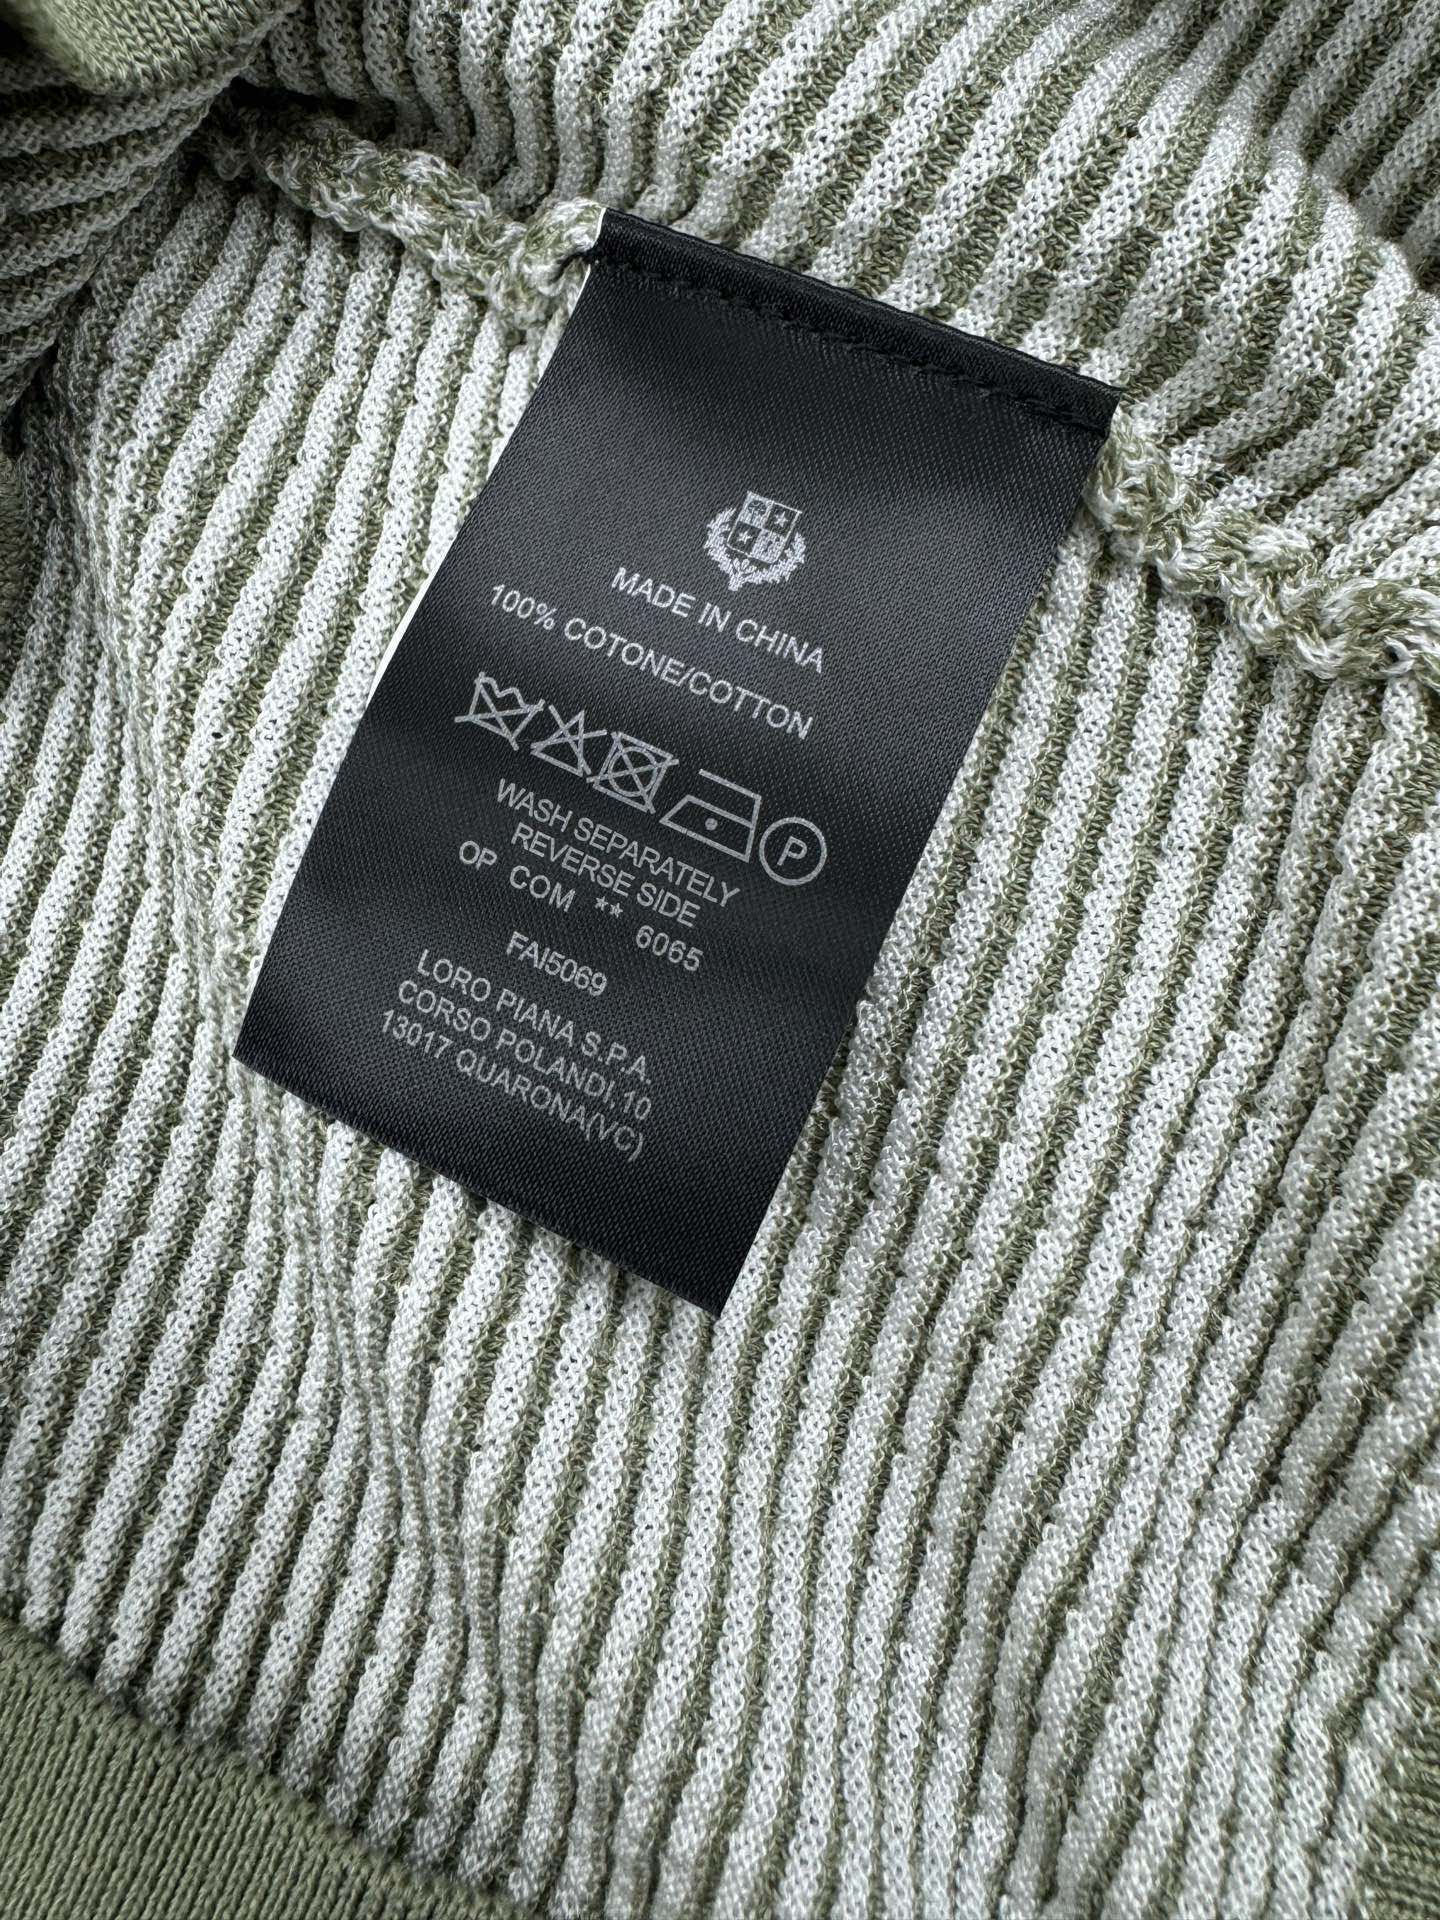 MADE IN CHINA
100% COTONE/COTTON
P
WASH SEPARATELY
REVERSE SIDE
OP COM ** 6065
FAI5069
LORO PIANA S.P.A.
CORSO POLANDI,10
13017 QUARONA(VC)